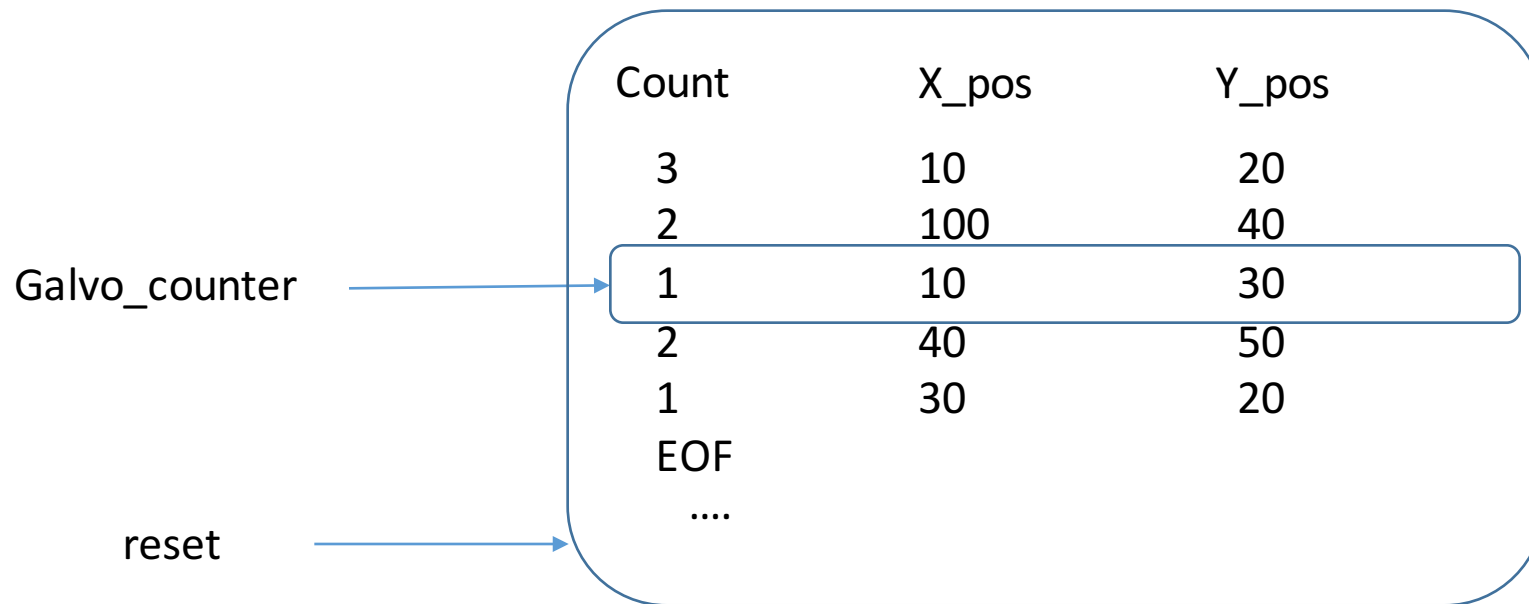 Count X_pos Y_pos
3 10 20
2 100 40
Galvo_counter 1 10 30
2 40 50
1 30 20
EOF
....
reset